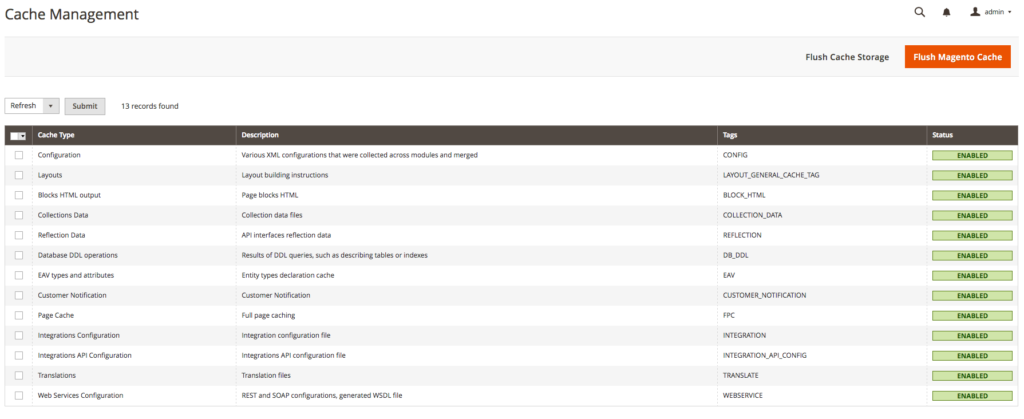 Cache Management
admin
Flush Cache Storage
Flush Magento Cache
Refresh
Submit
13 records found
Cache Type Description Tags Status
Configuration Various XML configurations that were collected across modules and merged CONFIG ENABLED
Layouts Layout building instructions LAYOUT_GENERAL_CACHE_TAG ENABLED
Blocks HTML output Page blocks HTML BLOCK_HTML ENABLED
Collections Data Collection data files COLLECTION_DATA ENABLED
Reflection Data API interfaces reflection data REFLECTION ENABLED
Database DDL operations Results of DDL queries, such as describing tables or indexes DB_DDL ENABLED
EAV types and attributes Entity types declaration cache EAV ENABLED
Customer Notification Customer Notification CUSTOMER_NOTIFICATION ENABLED
Page Cache Full page caching FPC ENABLED
Integrations Configuration Integration configuration file INTEGRATION ENABLED
Integrations API Configuration Integrations API configuration file INTEGRATION_API_CONFIG ENABLED
Translations Translation files TRANSLATE ENABLED
Web Services Configuration REST and SOAP configurations, generated WSDL file WEBSERVICE ENABLED